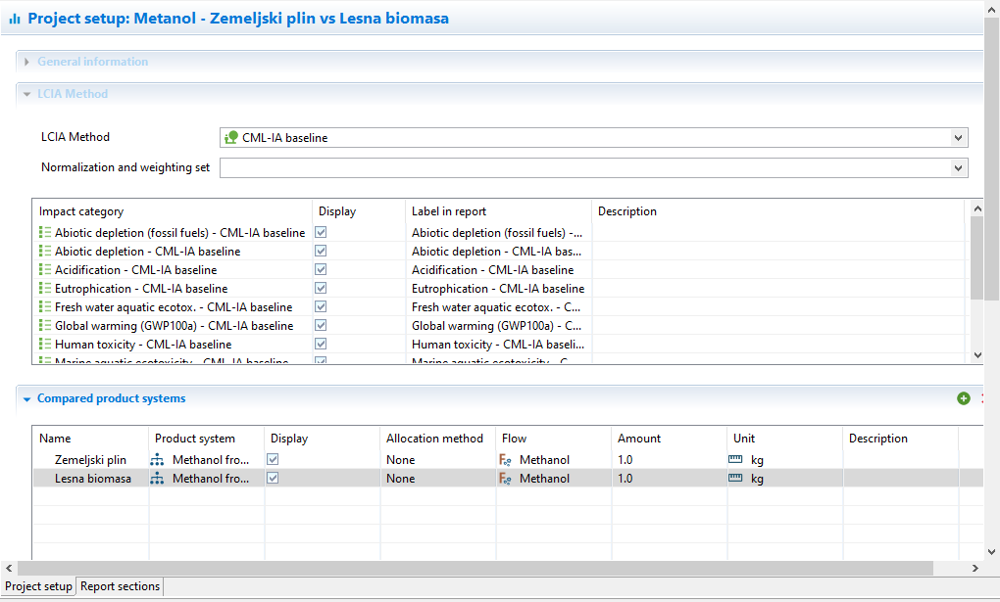 Project setup: Metanol - Zemeljski plin vs Lesna biomasa
General information
LCIA Method
LCIA Method CML-IA baseline
Normalization and weighting set
Impact category Display Label in report Description
Abiotic depletion (fossil fuels) - CML-IA baseline Abiotic depletion (fossil fuels) -...
Abiotic depletion - CML-IA baseline Abiotic depletion - CML-IA bas...
Acidification - CML-IA baseline Acidification - CML-IA baseline
Eutrophication - CML-IA baseline Eutrophication - CML-IA baseline
Fresh water aquatic ecotox. - CML-IA baseline Fresh water aquatic ecotox. - C...
Global warming (GWP100a) - CML-IA baseline Global warming (GWP100a) - C...
Human toxicity - CML-IA baseline Human toxicity - CML-IA baseli...
Marine aquatic ecotoxicity - CML-IA baseline Marine aquatic ecotoxicity - C...
Compared product systems
Name Product system Display Allocation method Flow Amount Unit Description
Zemeljski plin Methanol fro... None Methanol 1.0 kg
Lesna biomasa Methanol fro... None Methanol 1.0 kg
Project setup Report sections